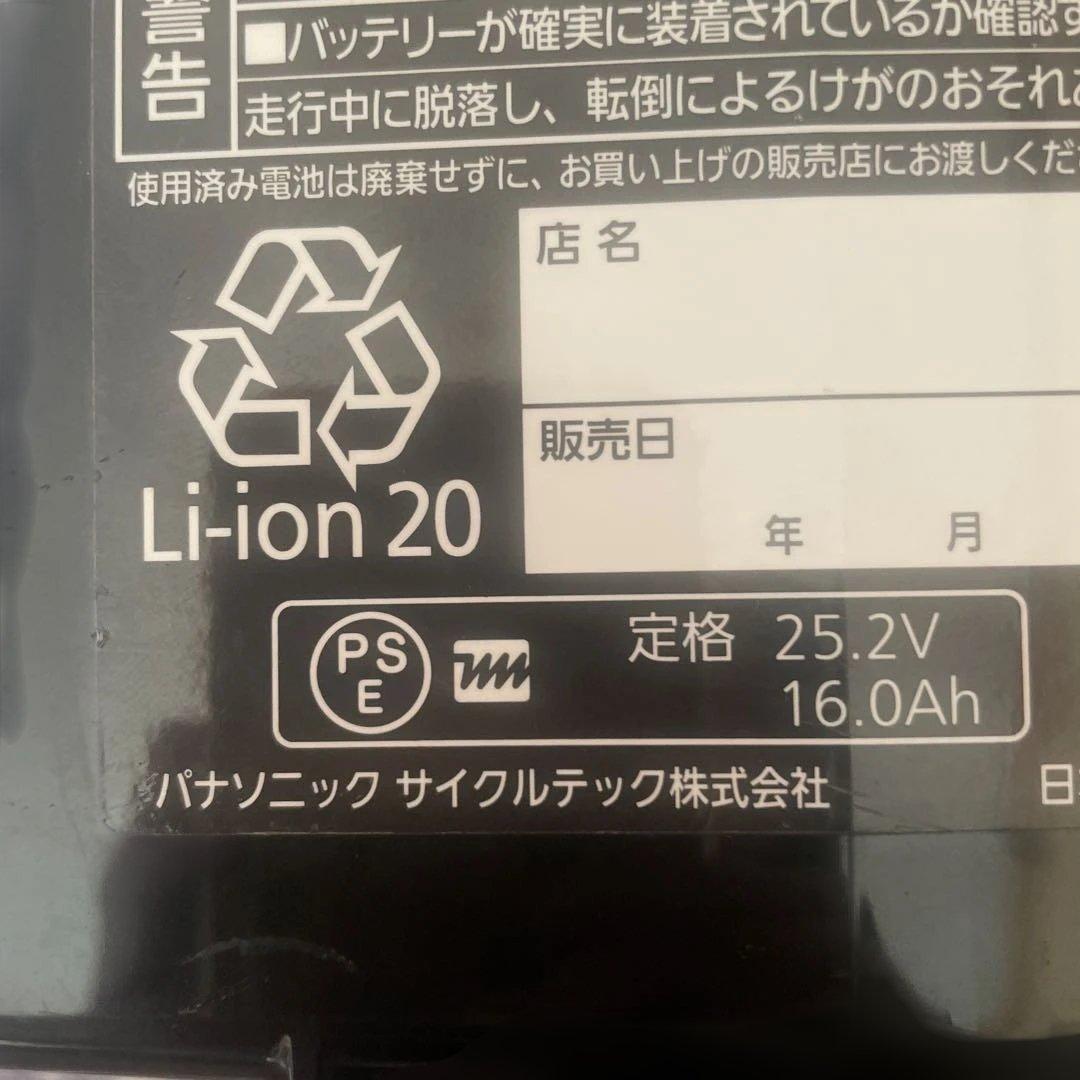 警告
■バッテリーが確実に装着されているか確認す
走行中に脱落し、転倒によるけがのおそれあ
使用済み電池は廃棄せずに、お買い上げの販売店にお渡しくだ
店名
販売日
年 月
Li-ion 20
PS
E
定格 25.2V
16.0Ah
パナソニック サイクルテック株式会社 日